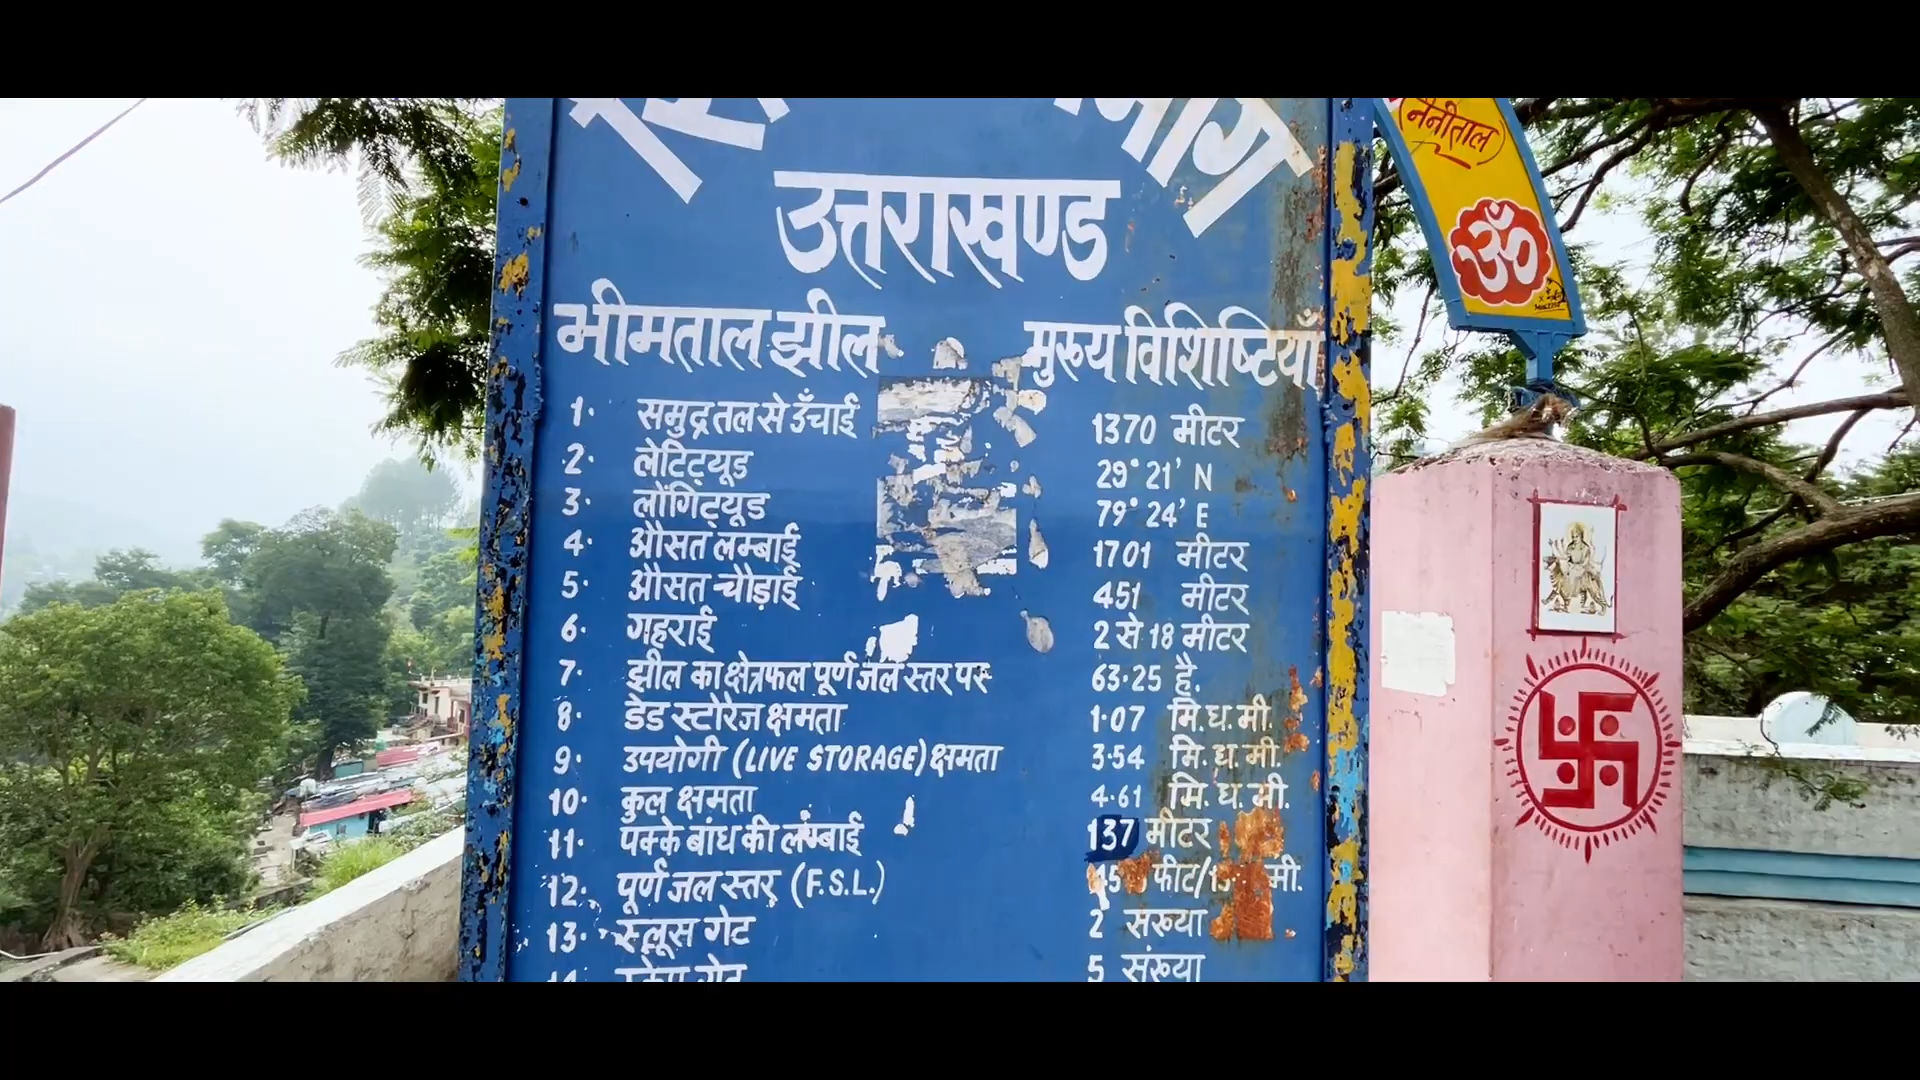 उत्तराखण्ड
भीमताल झील मुख्य विशिष्टियाँ
1. समुद्र तल से उँचाई 1370 मीटर
2. लेटिट्यूड 29° 21' N
3. लोंगिट्यूड 79° 24' E
4. औसत लम्बाई 1701 मीटर
5. औसत चौड़ाई 451 मीटर
6. गहराई 2 से 18 मीटर
7. झील का क्षेत्रफल पूर्ण जल स्तर पर 63.25 है.
8. डेड स्टोरेज क्षमता 1.07 मि.घ.मी.
9. उपयोगी (LIVE STORAGE) क्षमता 3.54 मि.घ.मी.
10. कुल क्षमता 4.61 मि.घ.मी.
11. पक्के बांध की लम्बाई 137 मीटर
12. पूर्ण जल स्तर (F.S.L.) फीट/ मी.
13. स्लूस गेट 2 संख्या
5 संख्या
नैनीताल
ॐ